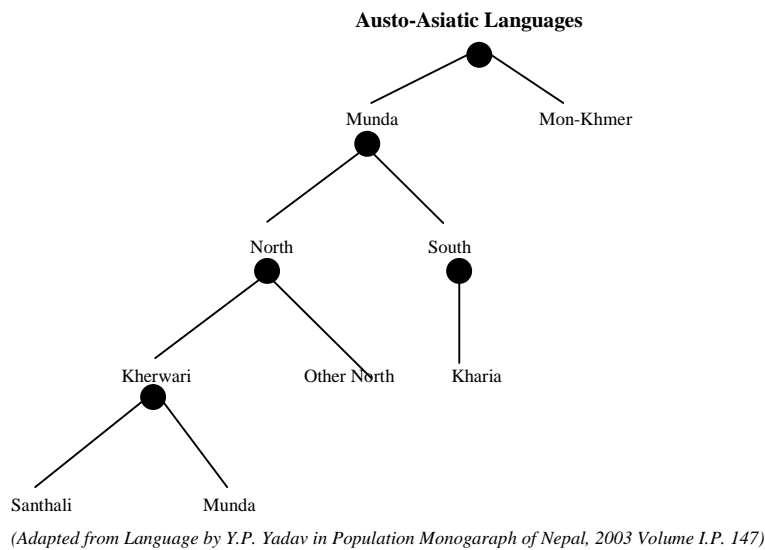 Austo-Asiatic Languages
Munda
Mon-Khmer
North
South
Kherwari
Other North
Kharia
Santhali
Munda
(Adapted from Language by Y.P. Yadav in Population Monogaraph of Nepal, 2003 Volume I.P. 147)